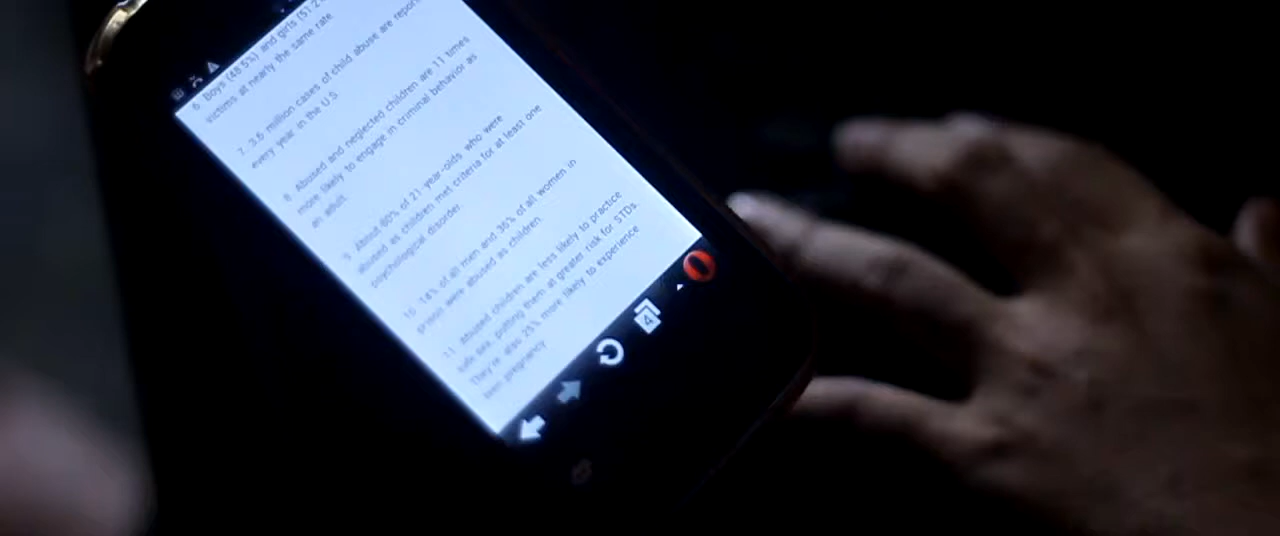 6. Boys (48.5%) and girls (51.2
victims at nearly the same rate.
7. 3.6 million cases of child abuse are repor
every year in the U.S.
8. Abused and neglected children are 11 times
more likely to engage in criminal behavior as
an adult.
9. About 80% of 21 year-olds who were
abused as children met criteria for at least one
psychological disorder.
10. 14% of all men and 36% of all women in
prison were abused as children.
11. Abused children are less likely to practice
safe sex, putting them at greater risk for STDs.
They're also 25% more likely to experience
teen pregnancy
4